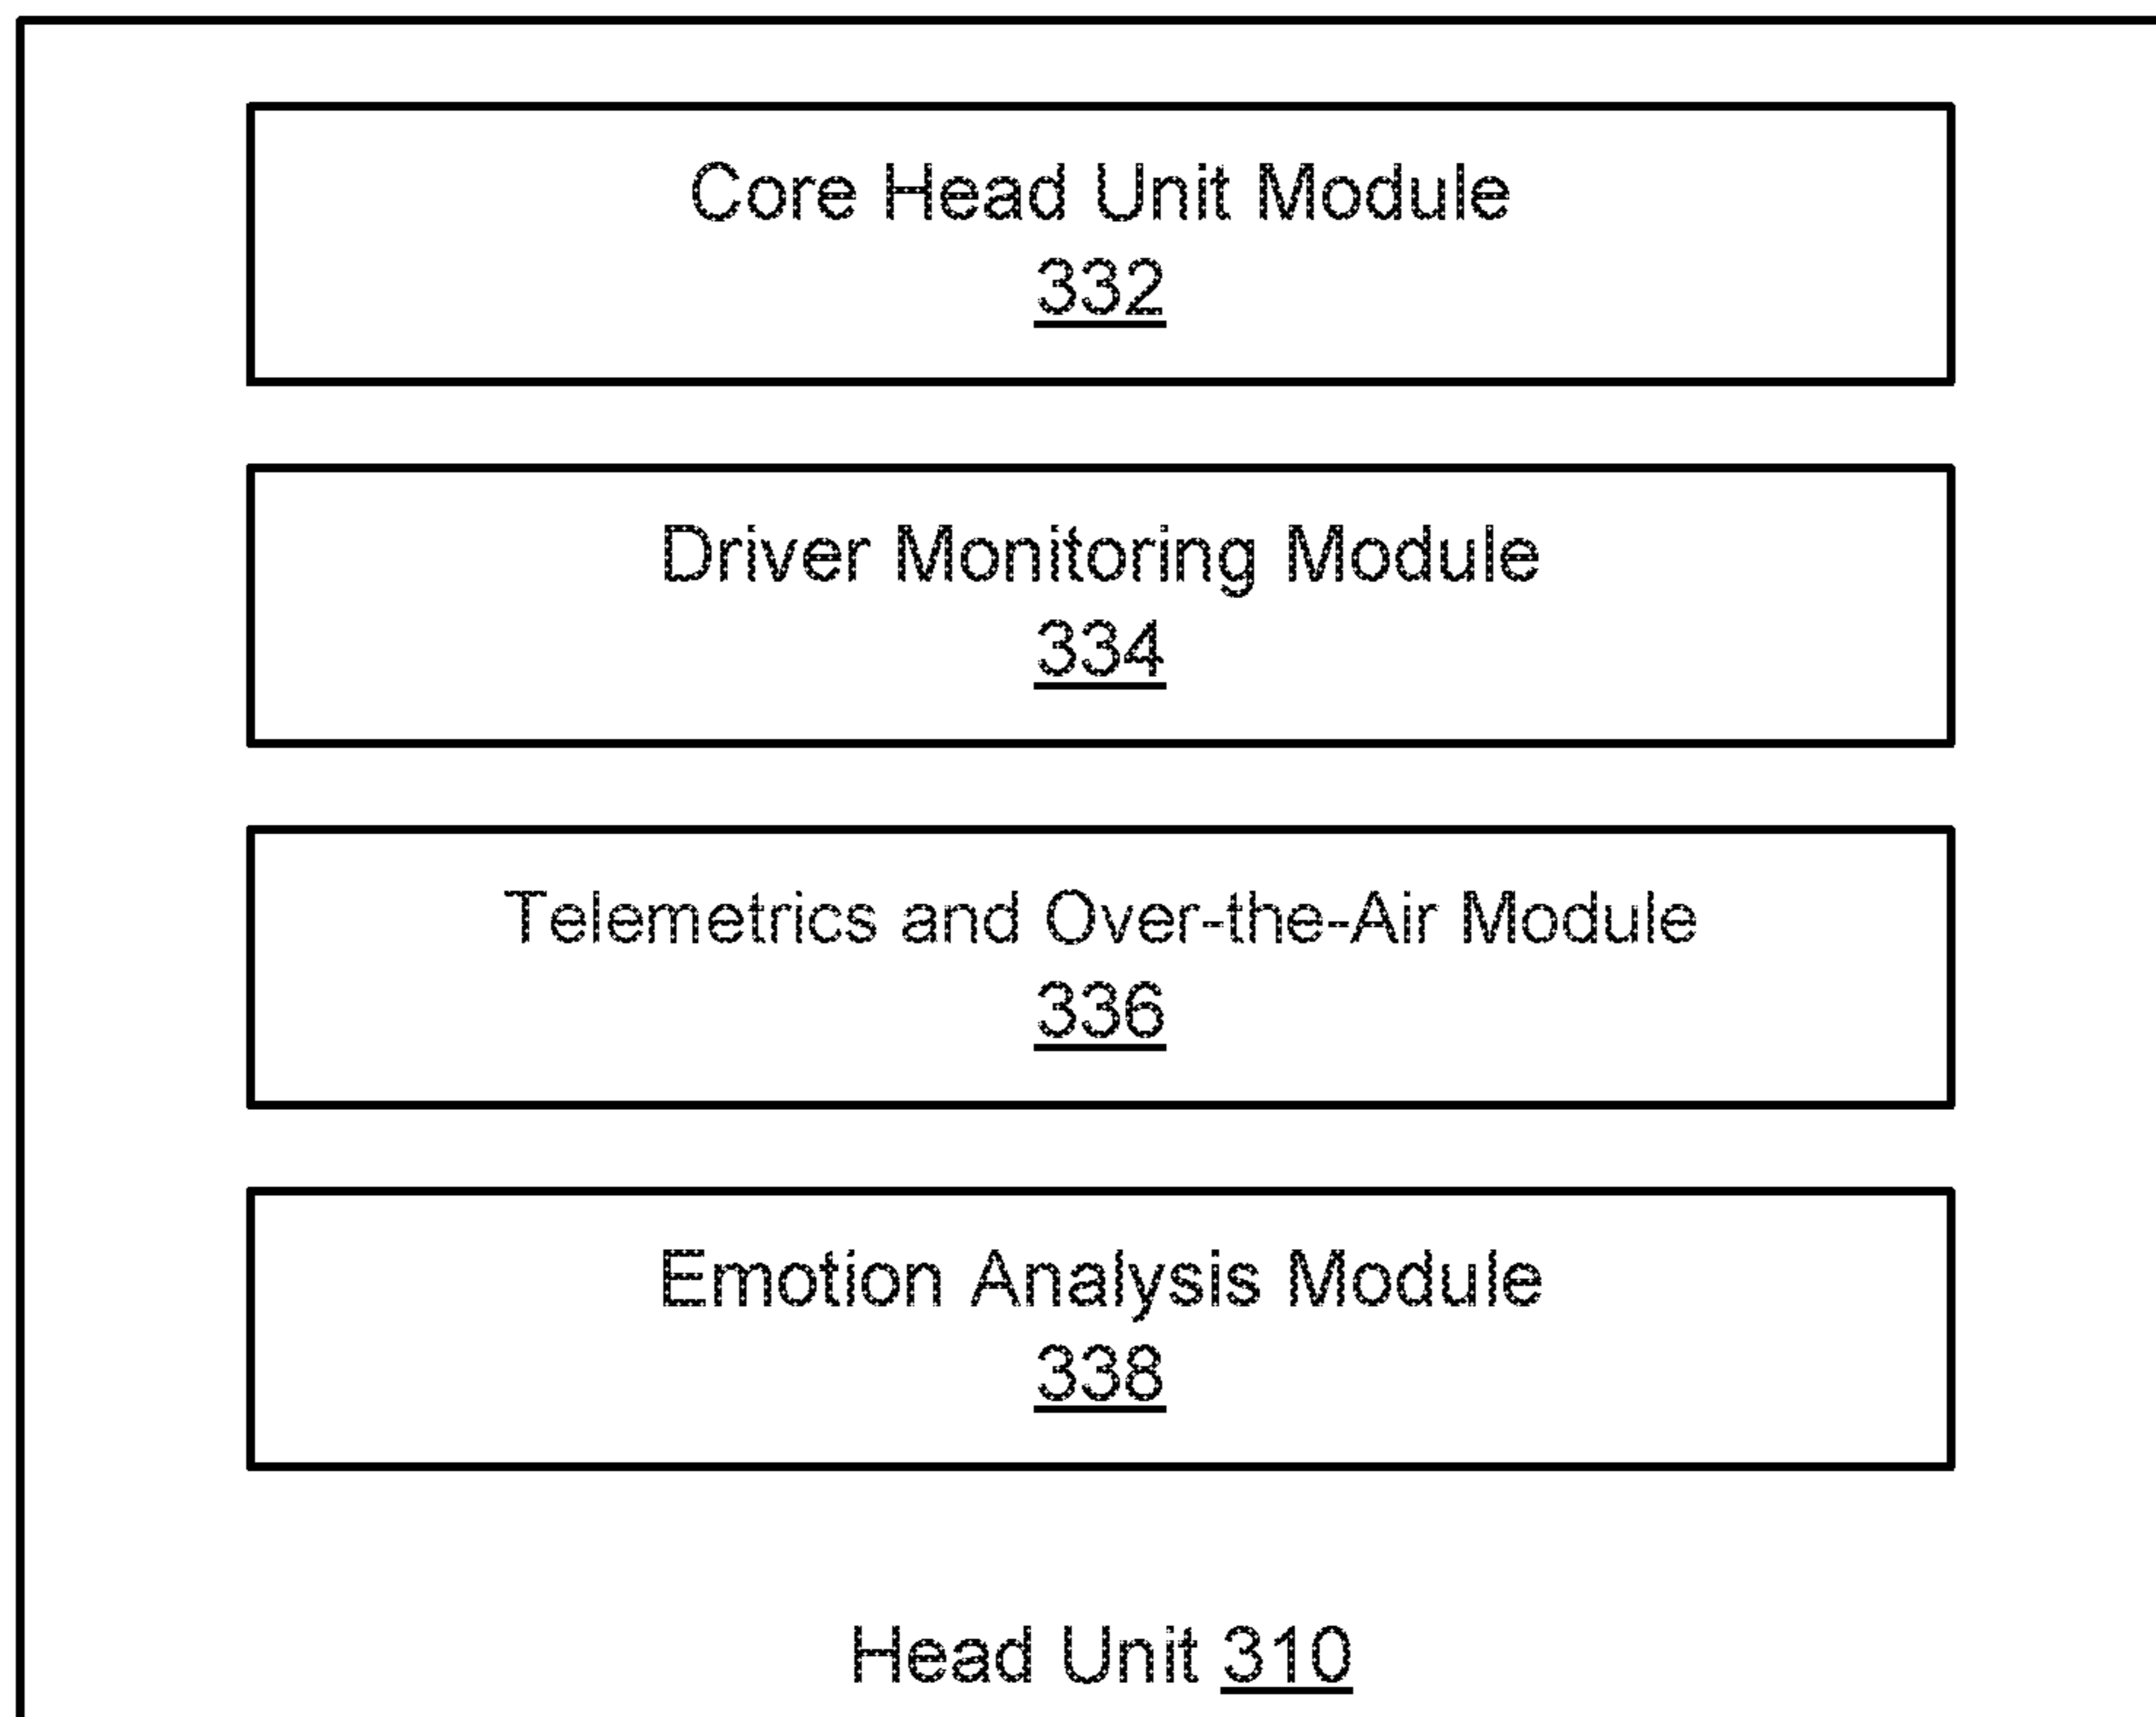 Core Head Unit Module
332
Driver Monitoring Module
334
Telemetrics and Over-the-Air Module
336
Emotion Analysis Module
338
Head Unit 310